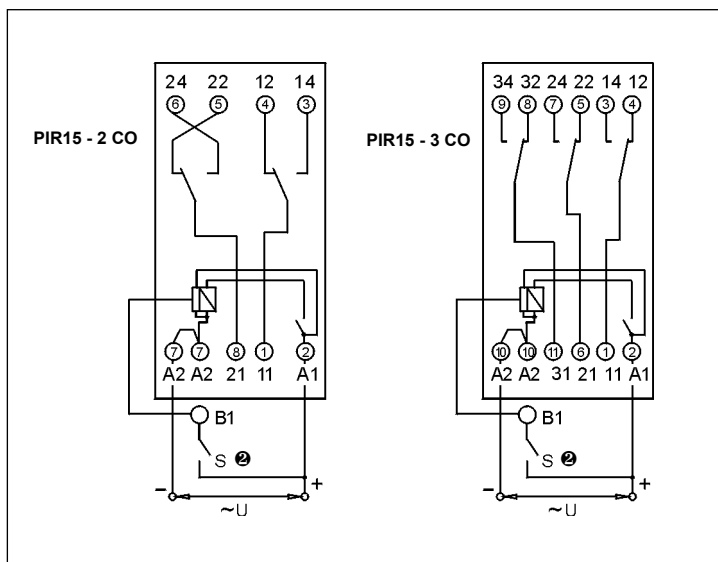 24 22 12 14
6 5 4 3
PIR15 - 2 CO
7 7 8 1 2
A2 A2 21 11 A1
B1
S 2
– +
~U
34 32 24 22 14 12
9 8 7 5 3 4
PIR15 - 3 CO
10 10 11 6 1 2
A2 A2 31 21 11 A1
B1
S 2
– +
~U